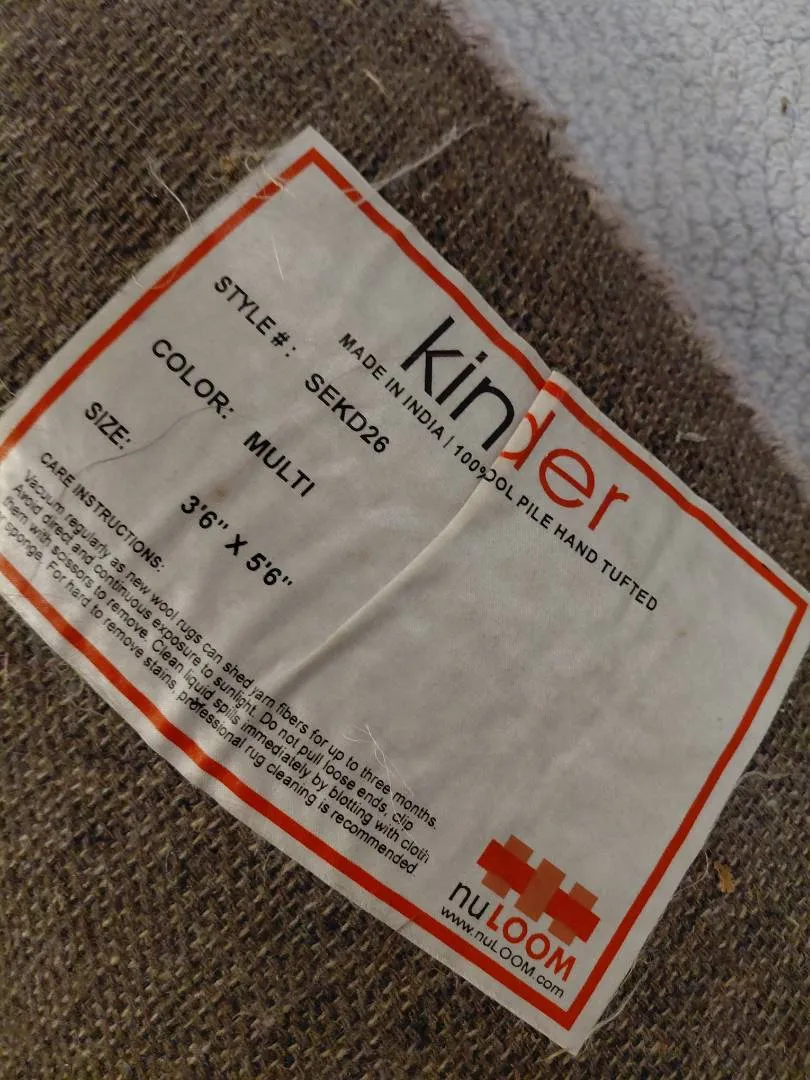 kinder
MADE IN INDIA | 100%OOL PILE HAND TUFTED
STYLE #: SEKD26
COLOR: MULTI
SIZE: 3'6" X 5'6"
CARE INSTRUCTIONS:
Vacuum regularly as new wool rugs can shed yarn fibers for up to three months.
Avoid direct and continuous exposure to sunlight. Do not pull loose ends, clip
them with scissors to remove. Clean liquid spills immediately by blotting with cloth
sponge. For hard to remove stains, professional rug cleaning is recommended
nuLOOM
www.nuLOOM.com